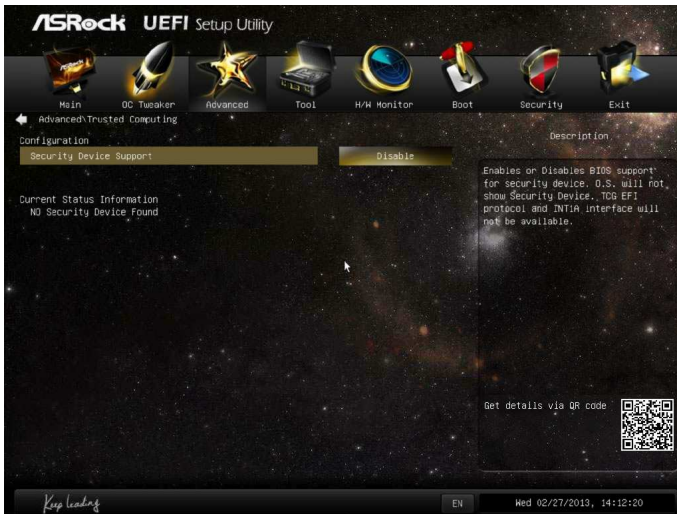 ASRock UEFI Setup Utility
Main
OC Tweaker
Advanced
Tool
H/W Monitor
Boot
Security
Exit
Advanced\Trusted Computing
Configuration
Security Device Support
Disable
Current Status Information
NO Security Device Found
Description
Enables or Disables BIOS support
for security device. O.S. will not
show Security Device. TCG EFI
protocol and INT1A interface will
not be available.
Get details via QR code
Keep leading
EN
Wed 02/27/2013, 14:12:20